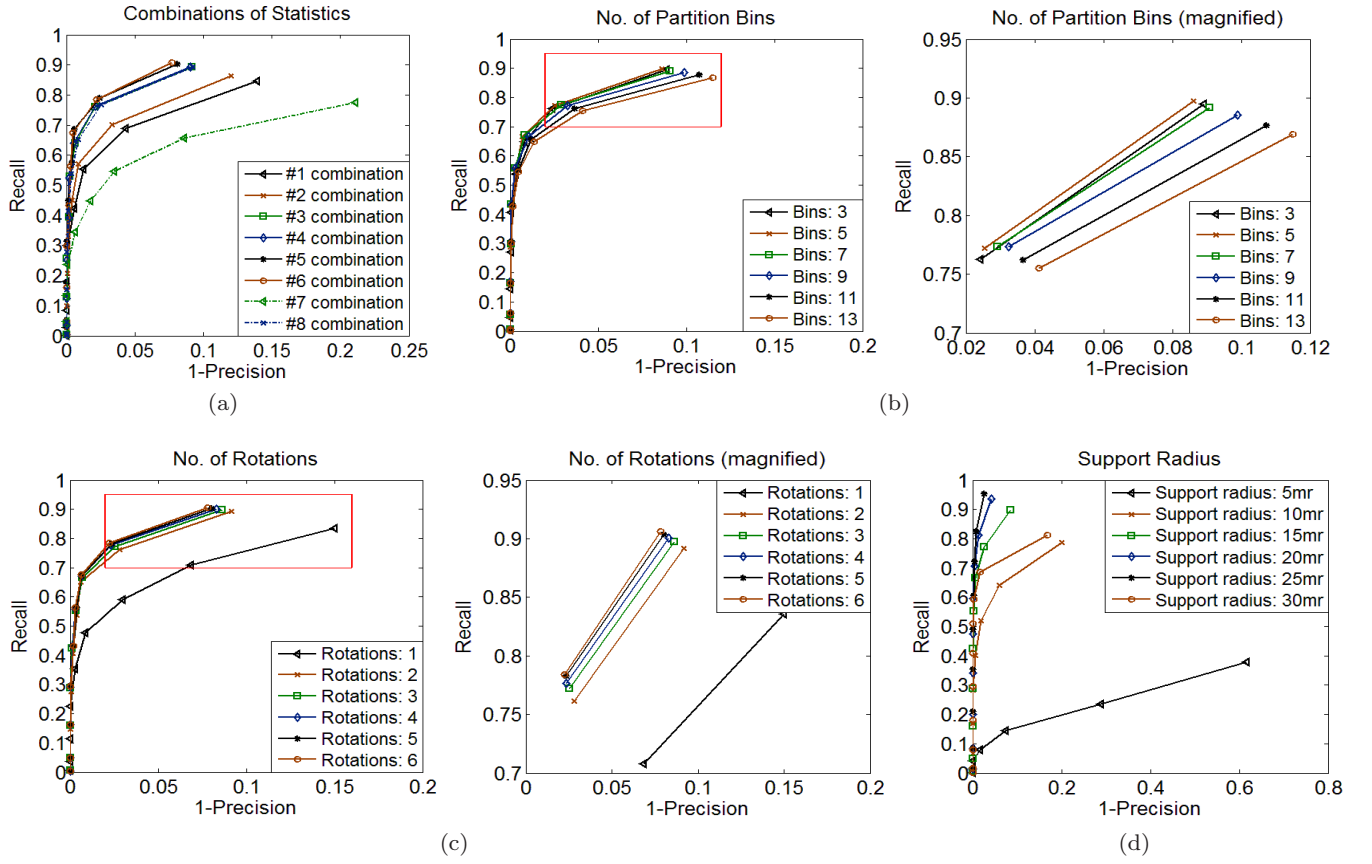 Combinations of Statistics
1
0.9
0.8
0.7
0.6
0.5
0.4
0.3
0.2
0.1
0
Recall
#1 combination
#2 combination
#3 combination
#4 combination
#5 combination
#6 combination
#7 combination
#8 combination
0 0.05 0.1 0.15 0.2 0.25
1-Precision
(a)
No. of Partition Bins
1
0.9
0.8
0.7
0.6
0.5
0.4
0.3
0.2
0.1
0
Recall
Bins: 3
Bins: 5
Bins: 7
Bins: 9
Bins: 11
Bins: 13
0 0.05 0.1 0.15 0.2
1-Precision
No. of Partition Bins (magnified)
0.95
0.9
0.85
0.8
0.75
0.7
Recall
Bins: 3
Bins: 5
Bins: 7
Bins: 9
Bins: 11
Bins: 13
0.02 0.04 0.06 0.08 0.1 0.12
1-Precision
(b)
No. of Rotations
1
0.9
0.8
0.7
0.6
0.5
0.4
0.3
0.2
0.1
0
Recall
Rotations: 1
Rotations: 2
Rotations: 3
Rotations: 4
Rotations: 5
Rotations: 6
0 0.05 0.1 0.15 0.2
1-Precision
No. of Rotations (magnified)
0.95
0.9
0.85
0.8
0.75
0.7
Recall
Rotations: 1
Rotations: 2
Rotations: 3
Rotations: 4
Rotations: 5
Rotations: 6
0 0.05 0.1 0.15 0.2
1-Precision
(c)
Support Radius
1
0.9
0.8
0.7
0.6
0.5
0.4
0.3
0.2
0.1
0
Recall
Support radius: 5mr
Support radius: 10mr
Support radius: 15mr
Support radius: 20mr
Support radius: 25mr
Support radius: 30mr
0 0.2 0.4 0.6 0.8
1-Precision
(d)